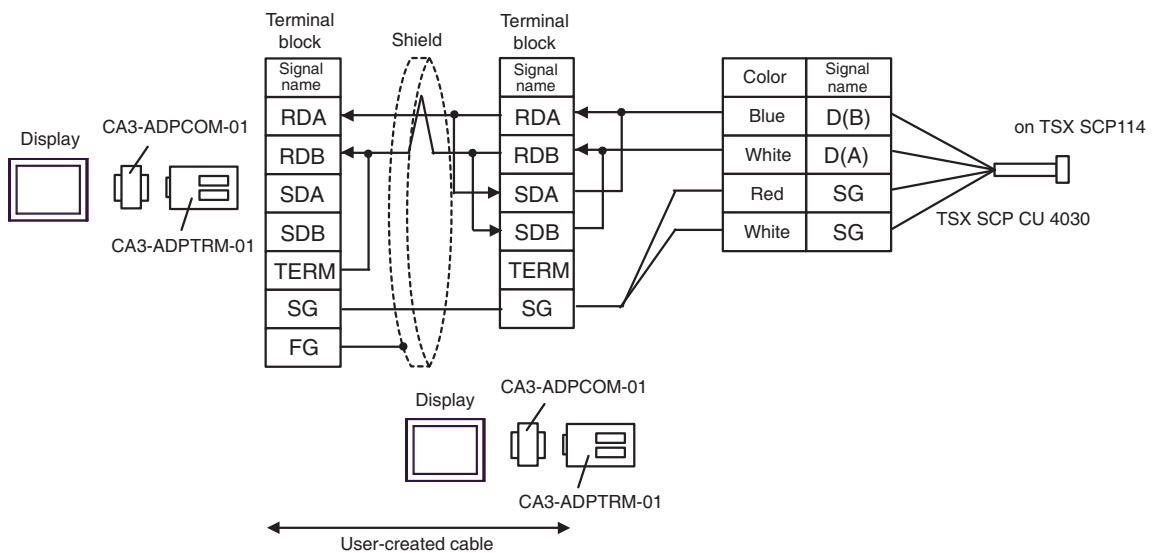 Terminal
block
Shield
Terminal
block
Signal
name
Signal
name
Color
Signal
name
RDA
RDA
Blue
D(B)
on TSX SCP114
Display
CA3-ADPCOM-01
RDB
RDB
White
D(A)
SDA
SDA
Red
SG
TSX SCP CU 4030
CA3-ADPTRM-01
SDB
SDB
White
SG
TERM
TERM
SG
SG
FG
Display
CA3-ADPCOM-01
CA3-ADPTRM-01
User-created cable